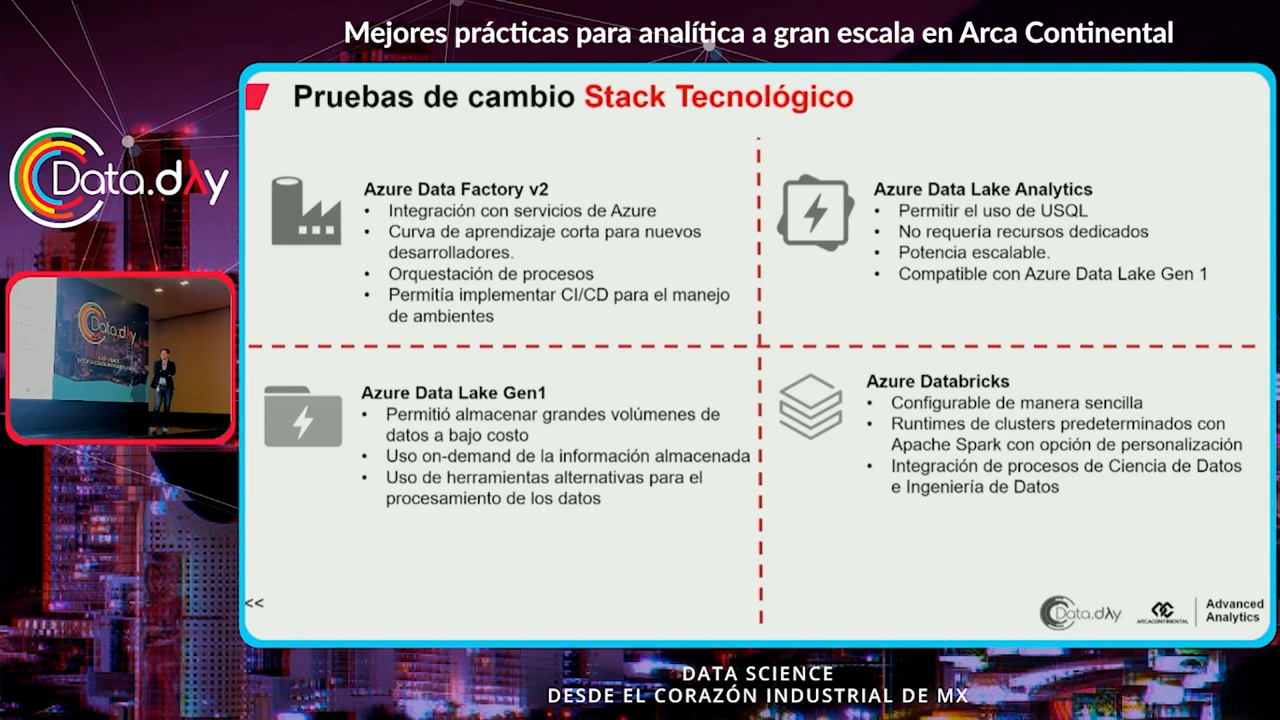 Mejores prácticas para analítica a gran escala en Arca Continental
Pruebas de cambio Stack Tecnológico
Data.dλy
Azure Data Factory v2
• Integración con servicios de Azure
• Curva de aprendizaje corta para nuevos
desarrolladores.
• Orquestación de procesos
• Permitía implementar CI/CD para el manejo
de ambientes
Azure Data Lake Analytics
• Permitir el uso de USQL
• No requería recursos dedicados
• Potencia escalable.
• Compatible con Azure Data Lake Gen 1
Data.dλy
Azure Data Lake Gen1
• Permitió almacenar grandes volúmenes de
datos a bajo costo
• Uso on-demand de la información almacenada
• Uso de herramientas alternativas para el
procesamiento de los datos
Azure Databricks
• Configurable de manera sencilla
• Runtimes de clusters predeterminados con
Apache Spark con opción de personalización
• Integración de procesos de Ciencia de Datos
e Ingeniería de Datos
<<
Data.dλy
ARCACONTINENTAL
Advanced
Analytics
DATA SCIENCE
DESDE EL CORAZÓN INDUSTRIAL DE MX